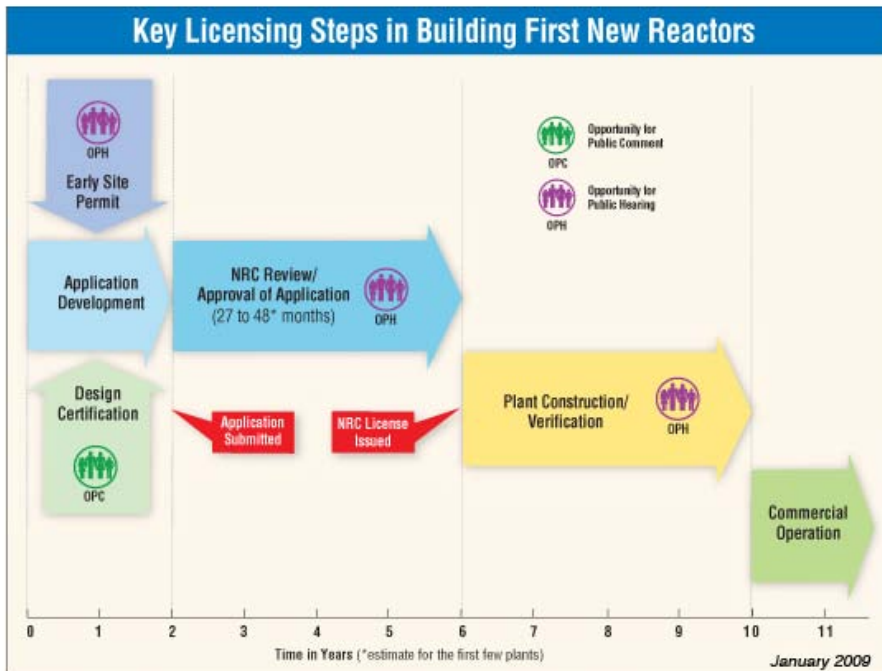 Key Licensing Steps in Building First New Reactors
OPH
Early Site
Permit
Opportunity for
Public Comment
OPC
Opportunity for
Public Hearing
OPH
Application
Development
NRC Review/
Approval of Application
(27 to 48* months)
OPH
Design
Certification
OPC
Application
Submitted
NRC License
Issued
Plant Construction/
Verification
OPH
Commercial
Operation
0 1 2 3 4 5 6 7 8 9 10 11
Time in Years (*estimate for the first few plants)
January 2009